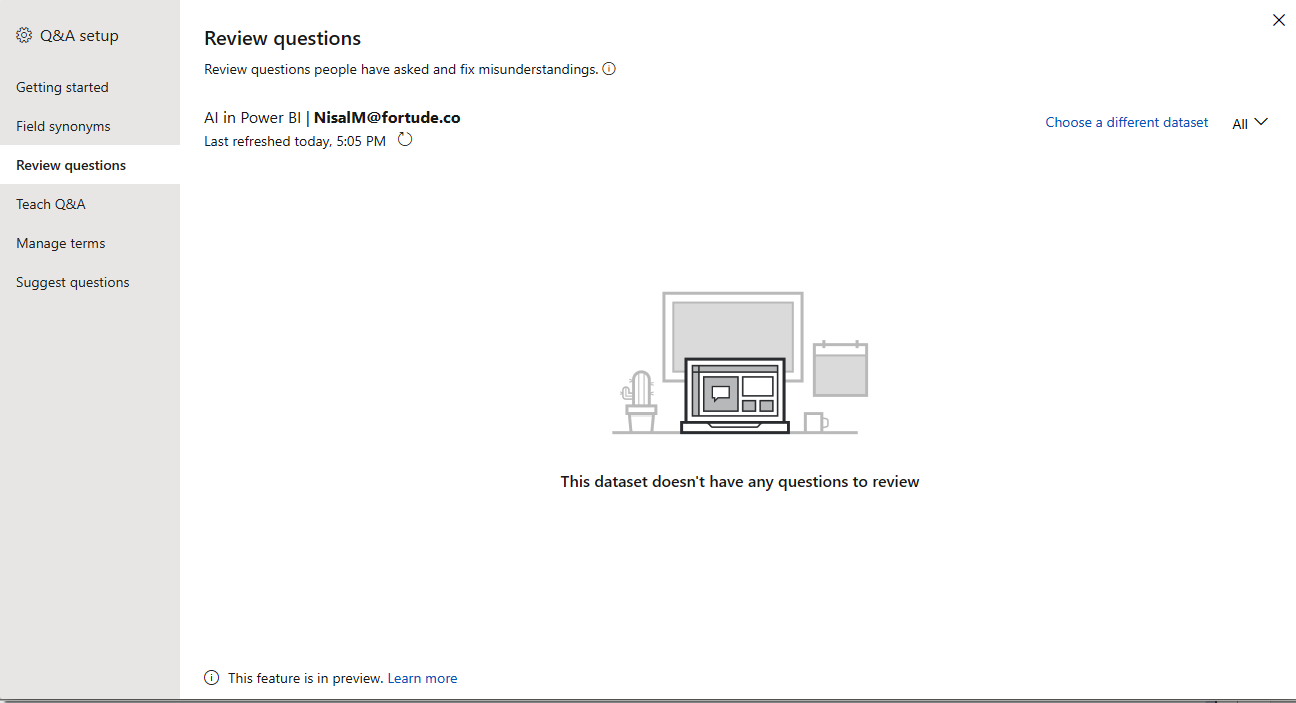 Q&A setup
Getting started
Field synonyms
Review questions
Teach Q&A
Manage terms
Suggest questions
Review questions
Review questions people have asked and fix misunderstandings.
AI in Power BI | NisalM@fortude.co
Last refreshed today, 5:05 PM
Choose a different dataset
All
This dataset doesn't have any questions to review
This feature is in preview. Learn more